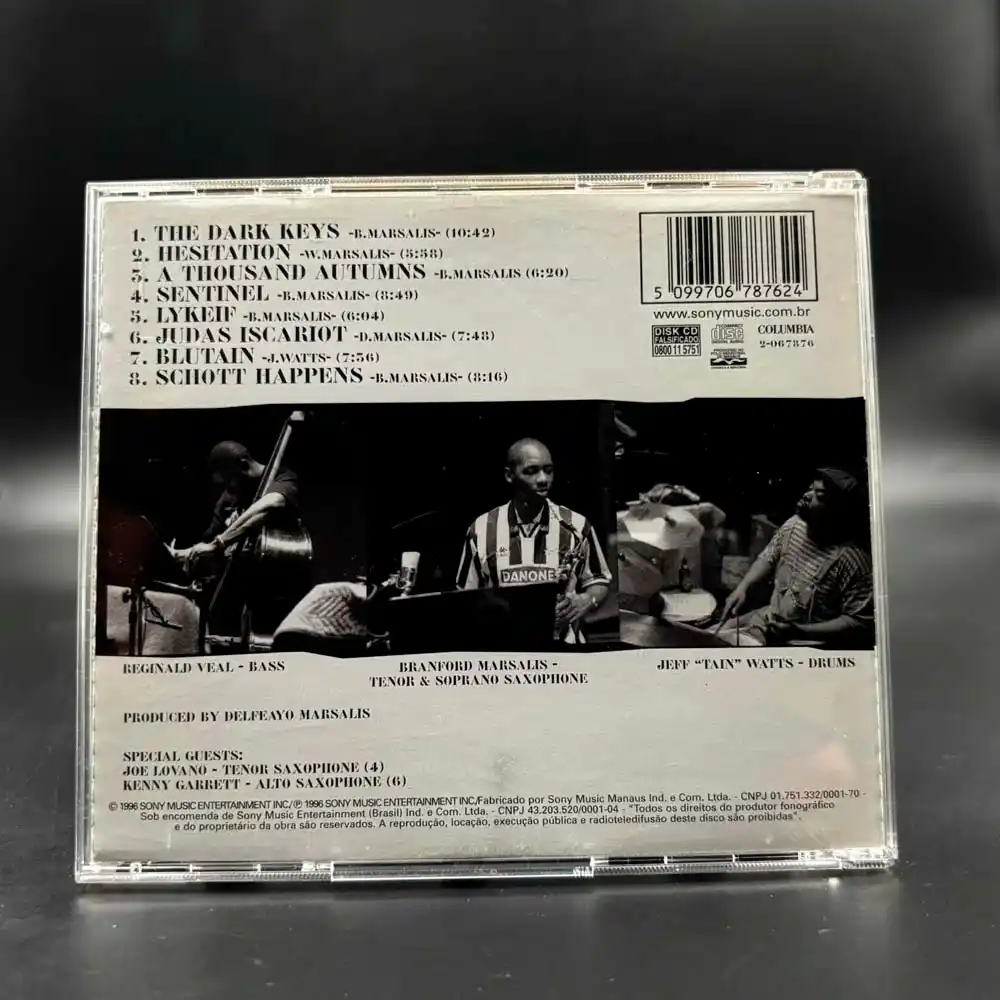 1. THE DARK KEYS -B.MARSALIS- (10:42)
2. HESITATION -W.MARSALIS- (5:58)
3. A THOUSAND AUTUMNS -B.MARSALIS (6:20)
4. SENTINEL -B.MARSALIS- (8:49)
5. LYKEIF -B.MARSALIS- (6:04)
6. JUDAS ISCARIOT -D.MARSALIS- (7:48)
7. BLUTAIN -J.WATTS- (7:56)
8. SCHOTT HAPPENS -B.MARSALIS- (8:16)
5 099706 787624
www.sonymusic.com.br
DISK CD
FALSIFICADO
0800 11 5751
COMPACT
disc
DIGITAL AUDIO
COLUMBIA
2-067876
DANONE
REGINALD VEAL - BASS
BRANFORD MARSALIS -
TENOR & SOPRANO SAXOPHONE
JEFF "TAIN" WATTS - DRUMS
PRODUCED BY DELFEAYO MARSALIS
SPECIAL GUESTS:
JOE LOVANO - TENOR SAXOPHONE (4)
KENNY GARRETT - ALTO SAXOPHONE (6)
© 1996 SONY MUSIC ENTERTAINMENT INC./℗ 1996 SONY MUSIC ENTERTAINMENT INC./Fabricado por Sony Music Manaus Ind. e Com. Ltda. - CNPJ 01.751.332/0001-70 -
Sob encomenda de Sony Music Entertainment (Brasil) Ind. e Com. Ltda. - CNPJ 43.203.520/0001-04 - "Todos os direitos do produtor fonográfico
e do proprietário da obra são reservados. A reprodução, locação, execução pública e radioteledifusão deste disco são proibidas".